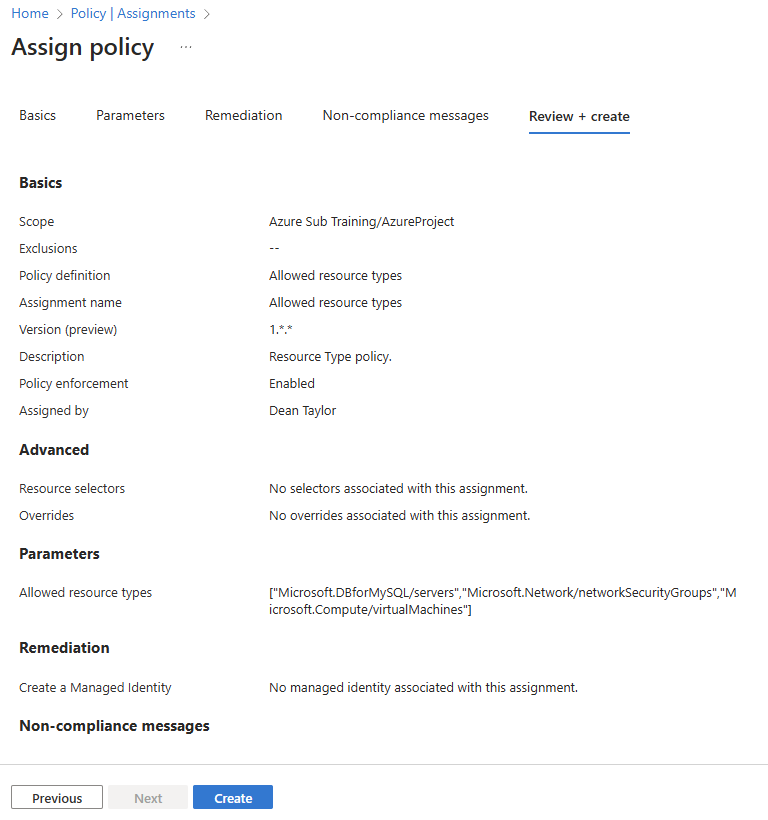 Home > Policy | Assignments >
Assign policy ...
Basics Parameters Remediation Non-compliance messages Review + create
Basics
Scope Azure Sub Training/AzureProject
Exclusions --
Policy definition Allowed resource types
Assignment name Allowed resource types
Version (preview) 1.*.*
Description Resource Type policy.
Policy enforcement Enabled
Assigned by Dean Taylor
Advanced
Resource selectors No selectors associated with this assignment.
Overrides No overrides associated with this assignment.
Parameters
Allowed resource types ["Microsoft.DBforMySQL/servers","Microsoft.Network/networkSecurityGroups","M
icrosoft.Compute/virtualMachines"]
Remediation
Create a Managed Identity No managed identity associated with this assignment.
Non-compliance messages
Previous Next Create